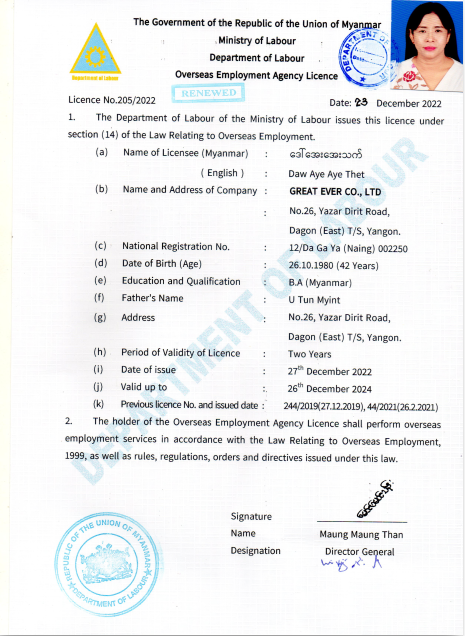 The Government of the Republic of the Union of Myanmar
Ministry of Labour
Department of Labour
Overseas Employment Agency Licence
Department of Labour
RENEWED
Licence No.205/2022
Date: 23 December 2022
1. The Department of Labour of the Ministry of Labour issues this licence under
section (14) of the Law Relating to Overseas Employment.
(a) Name of Licensee (Myanmar) : ဒေါ်အေးအေးသက်
( English ) : Daw Aye Aye Thet
(b) Name and Address of Company : GREAT EVER CO., LTD
: No.26, Yazar Dirit Road,
Dagon (East) T/S, Yangon.
(c) National Registration No. : 12/Da Ga Ya (Naing) 002250
(d) Date of Birth (Age) : 26.10.1980 (42 Years)
(e) Education and Qualification : B.A (Myanmar)
(f) Father's Name : U Tun Myint
(g) Address : No.26, Yazar Dirit Road,
Dagon (East) T/S, Yangon.
(h) Period of Validity of Licence : Two Years
(i) Date of issue : 27th December 2022
(j) Valid up to : 26th December 2024
(k) Previous licence No. and issued date : 244/2019(27.12.2019), 44/2021(26.2.2021)
2. The holder of the Overseas Employment Agency Licence shall perform overseas
employment services in accordance with the Law Relating to Overseas Employment,
1999, as well as rules, regulations, orders and directives issued under this law.
DEPARTMENT OF LABOUR
Signature
Name Maung Maung Than
Designation Director General
REPUBLIC OF THE UNION OF MYANMAR
DEPARTMENT OF LABOUR